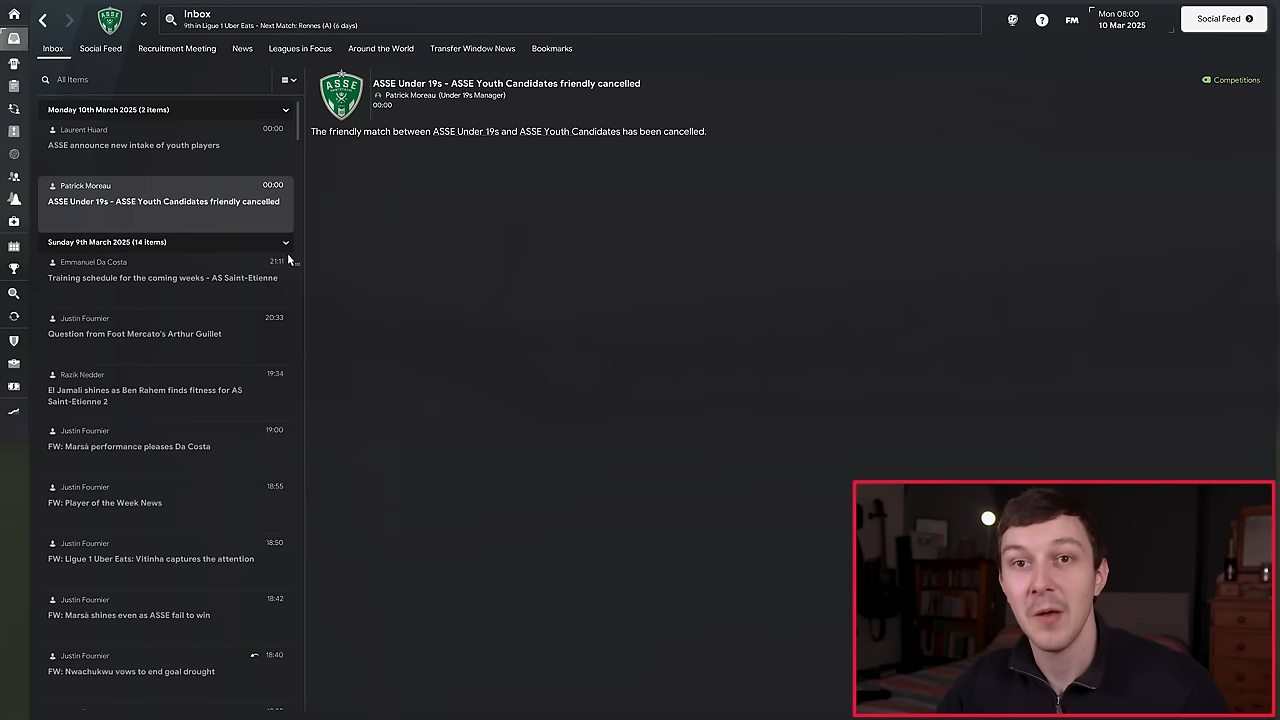 Inbox
9th in Ligue 1 Uber Eats - Next Match: Rennes (A) (6 days)
ASSE
?
FM
Mon 08:00
10 Mar 2025
Social Feed
Inbox
Social Feed
Recruitment Meeting
News
Leagues in Focus
Around the World
Transfer Window News
Bookmarks
All Items
Monday 10th March 2025 (2 items)
Laurent Huard 00:00
ASSE announce new intake of youth players
Patrick Moreau 00:00
ASSE Under 19s - ASSE Youth Candidates friendly cancelled
Sunday 9th March 2025 (14 items)
Emmanuel Da Costa 21:11
Training schedule for the coming weeks - AS Saint-Etienne
Justin Fournier 20:33
Question from Foot Mercato's Arthur Guillet
Razik Nedder 19:34
El Jamali shines as Ben Rahem finds fitness for AS
Saint-Etienne 2
Justin Fournier 19:00
FW: Marsà performance pleases Da Costa
Justin Fournier 18:55
FW: Player of the Week News
Justin Fournier 18:50
FW: Ligue 1 Uber Eats: Vitinha captures the attention
Justin Fournier 18:42
FW: Marsà shines even as ASSE fail to win
Justin Fournier 18:40
FW: Nwachukwu vows to end goal drought
ASSE
ASSE Under 19s - ASSE Youth Candidates friendly cancelled
Patrick Moreau (Under 19s Manager)
00:00
Competitions
The friendly match between ASSE Under 19s and ASSE Youth Candidates has been cancelled.